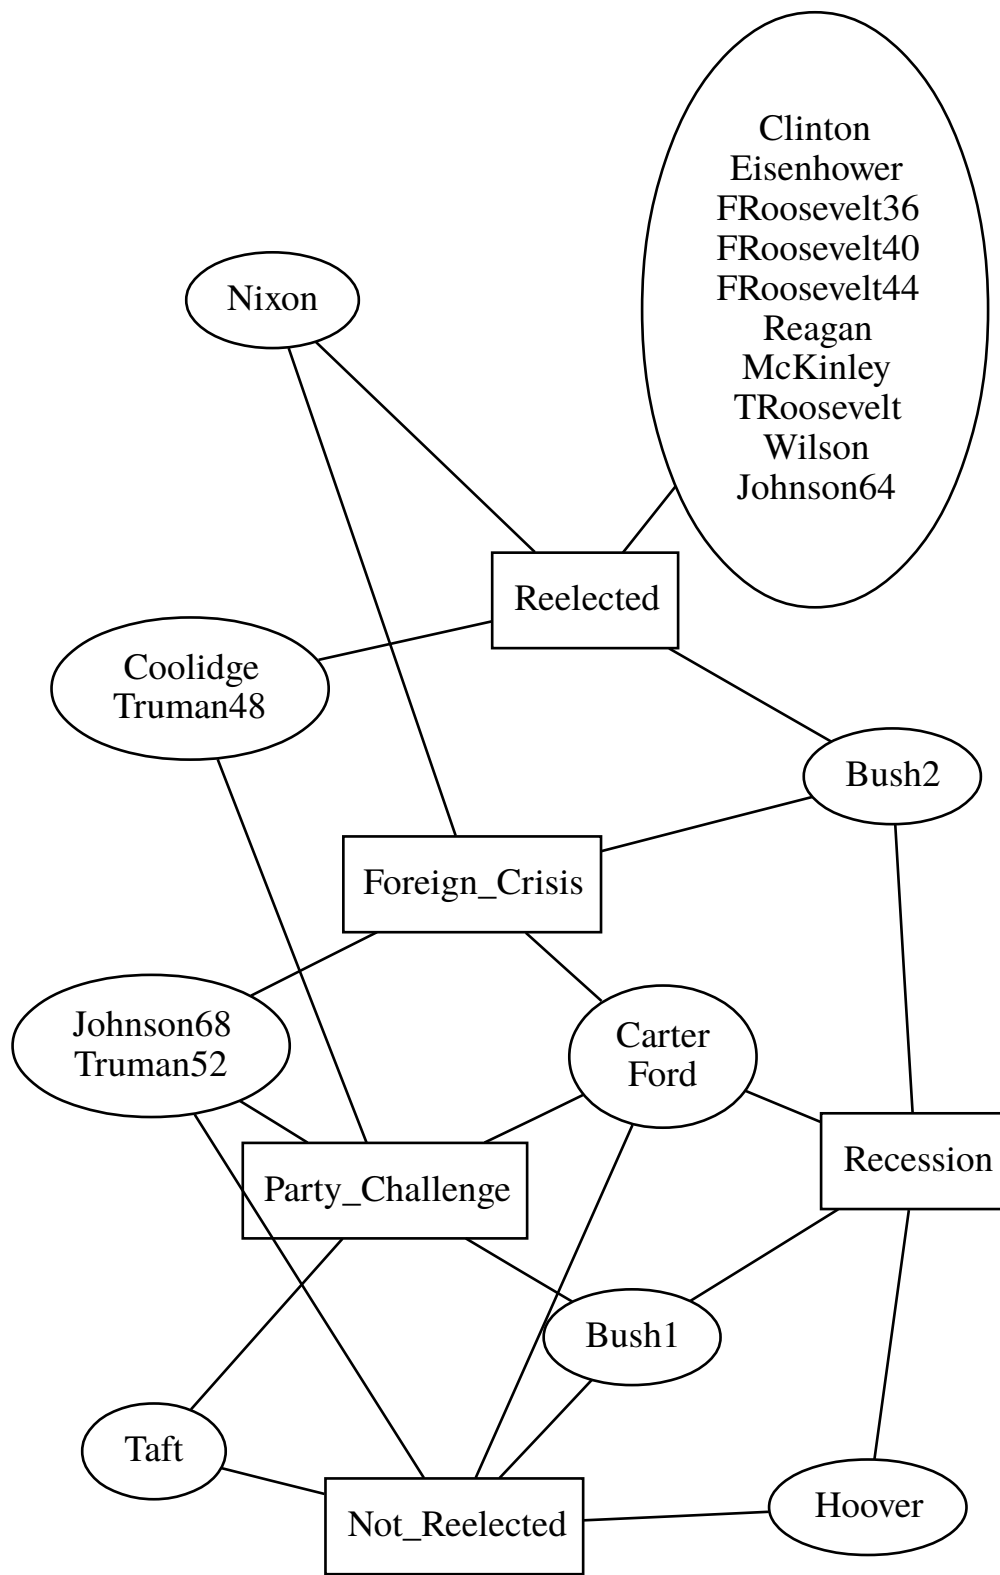 Clinton
Eisenhower
FRoosevelt36
FRoosevelt40
FRoosevelt44
Reagan
McKinley
TRoosevelt
Wilson
Johnson64
Nixon
Reelected
Coolidge
Truman48
Bush2
Foreign_Crisis
Johnson68
Truman52
Carter
Ford
Recession
Party_Challenge
Bush1
Taft
Hoover
Not_Reelected